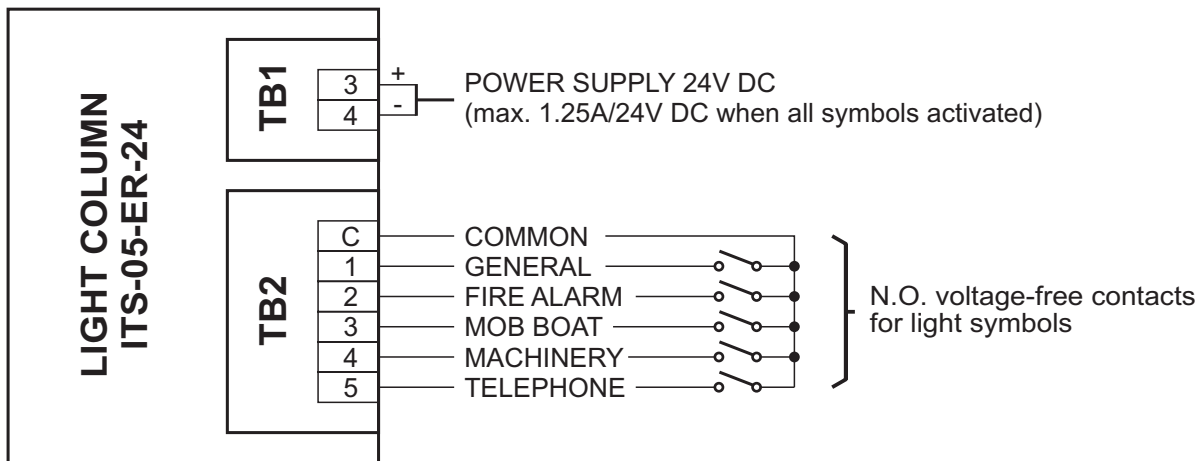 LIGHT COLUMN
ITS-05-ER-24
TB1
3
4
+
-
POWER SUPPLY 24V DC
(max. 1.25A/24V DC when all symbols activated)
TB2
C COMMON
1 GENERAL
2 FIRE ALARM
3 MOB BOAT
4 MACHINERY
5 TELEPHONE
N.O. voltage-free contacts
for light symbols